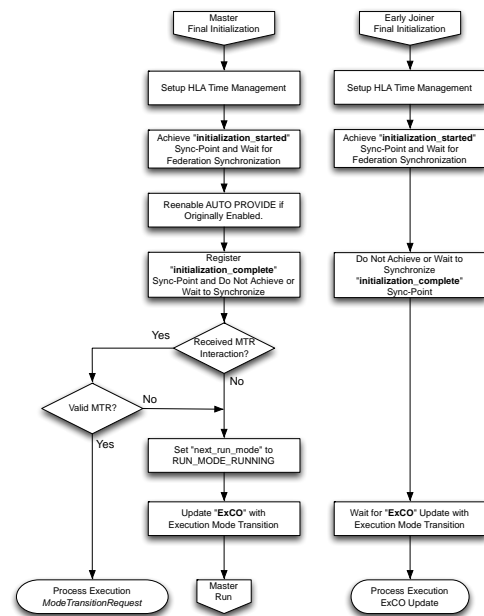 Master
Final Initialization
Setup HLA Time Management
Achieve "initialization_started"
Sync-Point and Wait for
Federation Synchronization
Reenable AUTO PROVIDE if
Originally Enabled.
Register
"initialization_complete"
Sync-Point and Do Not Achieve or
Wait to Synchronize
Yes
Received MTR
Interaction?
No
Valid MTR?
No
Yes
Set "next_run_mode" to
RUN_MODE_RUNNING
Update "ExCO" with
Execution Mode Transition
Process Execution
ModeTransitionRequest
Master
Run
Early Joiner
Final Initialization
Setup HLA Time Management
Achieve "initialization_started"
Sync-Point and Wait for
Federation Synchronization
Do Not Achieve or Wait to
Synchronize
"initialization_complete"
Sync-Point
Wait for "ExCO" Update with
Execution Mode Transition
Process Execution
ExCO Update